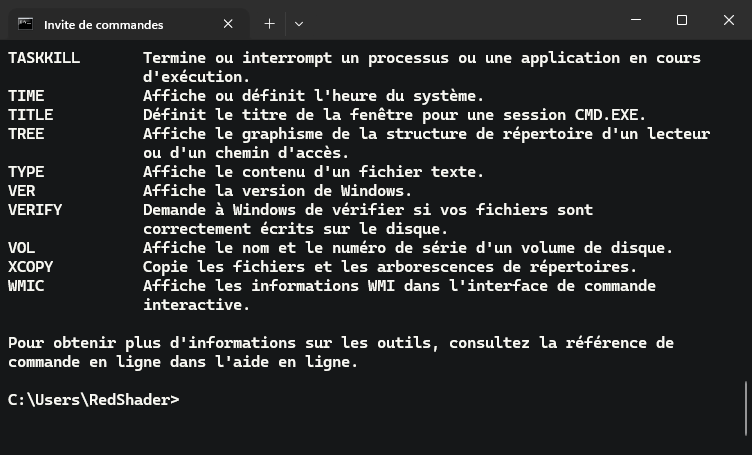 Invite de commandes
TASKKILL       Termine ou interrompt un processus ou une application en cours
               d'exécution.
TIME           Affiche ou définit l'heure du système.
TITLE          Définit le titre de la fenêtre pour une session CMD.EXE.
TREE           Affiche le graphisme de la structure de répertoire d'un lecteur
               ou d'un chemin d'accès.
TYPE           Affiche le contenu d'un fichier texte.
VER            Affiche la version de Windows.
VERIFY         Demande à Windows de vérifier si vos fichiers sont
               correctement écrits sur le disque.
VOL            Affiche le nom et le numéro de série d'un volume de disque.
XCOPY          Copie les fichiers et les arborescences de répertoires.
WMIC           Affiche les informations WMI dans l'interface de commande
               interactive.
Pour obtenir plus d'informations sur les outils, consultez la référence de
commande en ligne dans l'aide en ligne.
C:\Users\RedShader>